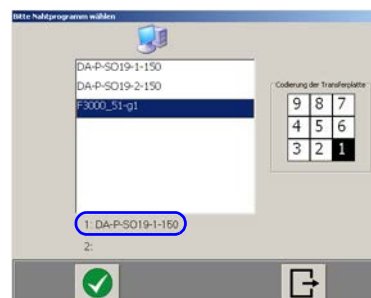 Bitte Nahtprogramm wählen
DA-P-SO19-1-150
DA-P-SO19-2-150
F3000_51-g1
Codierung der Transferplatte
9 8 7
4 5 6
3 2 1
1: DA-P-SO19-1-150
2: